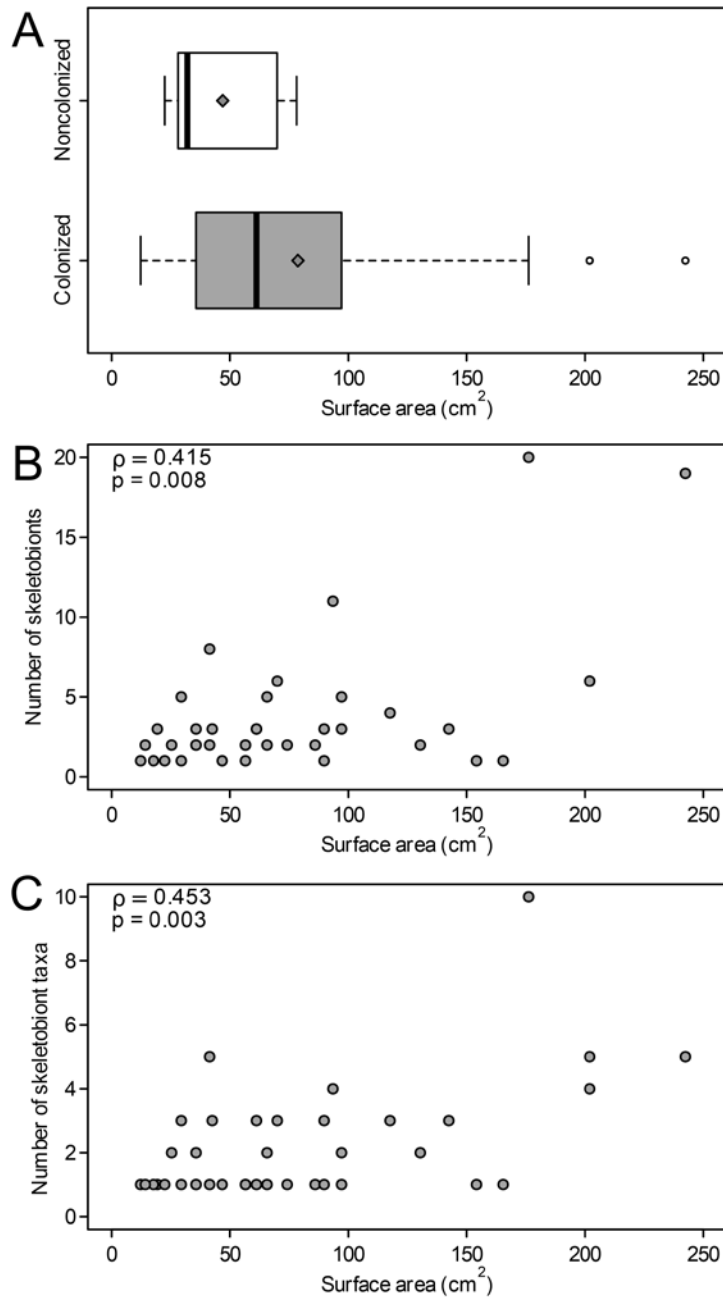 A
Noncolonized
Colonized
0 50 100 150 200 250
Surface area (cm²)
B
ρ = 0.415
p = 0.008
Number of skeletobionts
20
15
10
5
0
0 50 100 150 200 250
Surface area (cm²)
C
ρ = 0.453
p = 0.003
Number of skeletobiont taxa
10
8
6
4
2
0
0 50 100 150 200 250
Surface area (cm²)